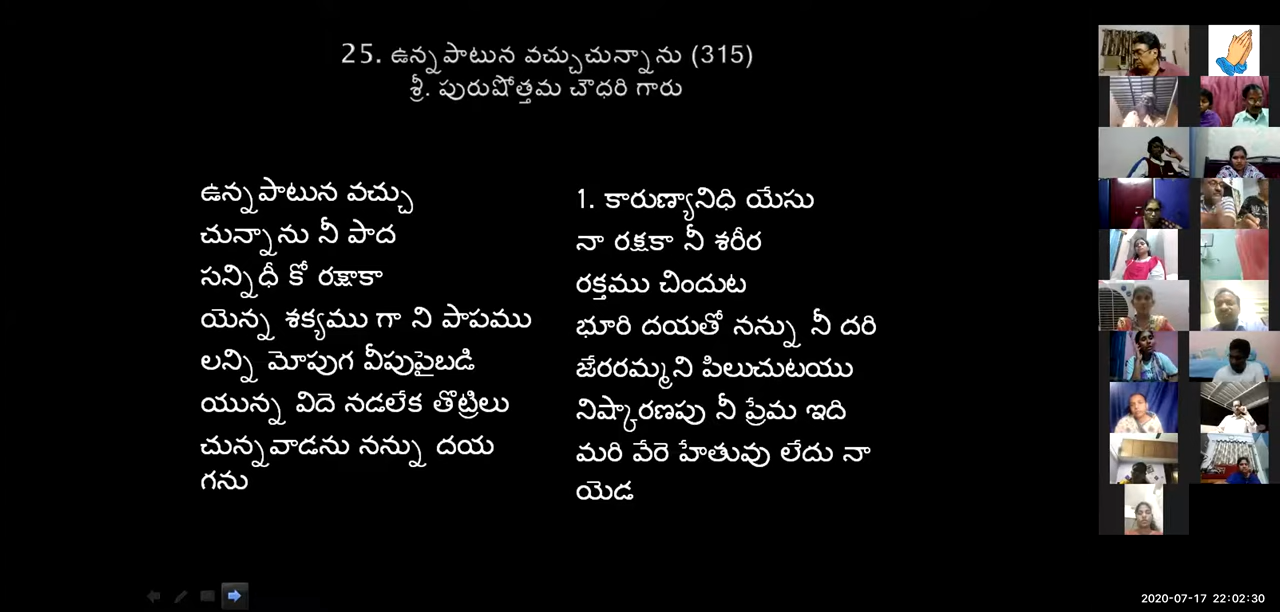 25. ఉన్నపాటున వచ్చుచున్నాను (315)
శ్రీ. పురుషోత్తమ చౌధరి గారు
ఉన్నపాటున వచ్చు
చున్నాను నీ పాద
సన్నిధీ కో రక్షకా
యెన్న శక్యము గా ని పాపము
లన్ని మోపుగ వీపుపైబడి
యున్న విదె నడలేక తొట్రిలు
చున్నవాడను నన్ను దయ
గను
1. కారుణ్యానిధి యేసు
నా రక్షకా నీ శరీర
రక్తము చిందుట
భూరి దయతో నన్ను నీ దరి
జేరరమ్మని పిలుచుటయు
నిష్కారణపు నీ ప్రేమ ఇది
మరి వేరె హేతువు లేదు నా
యెడ
2020-07-17 22:02:30